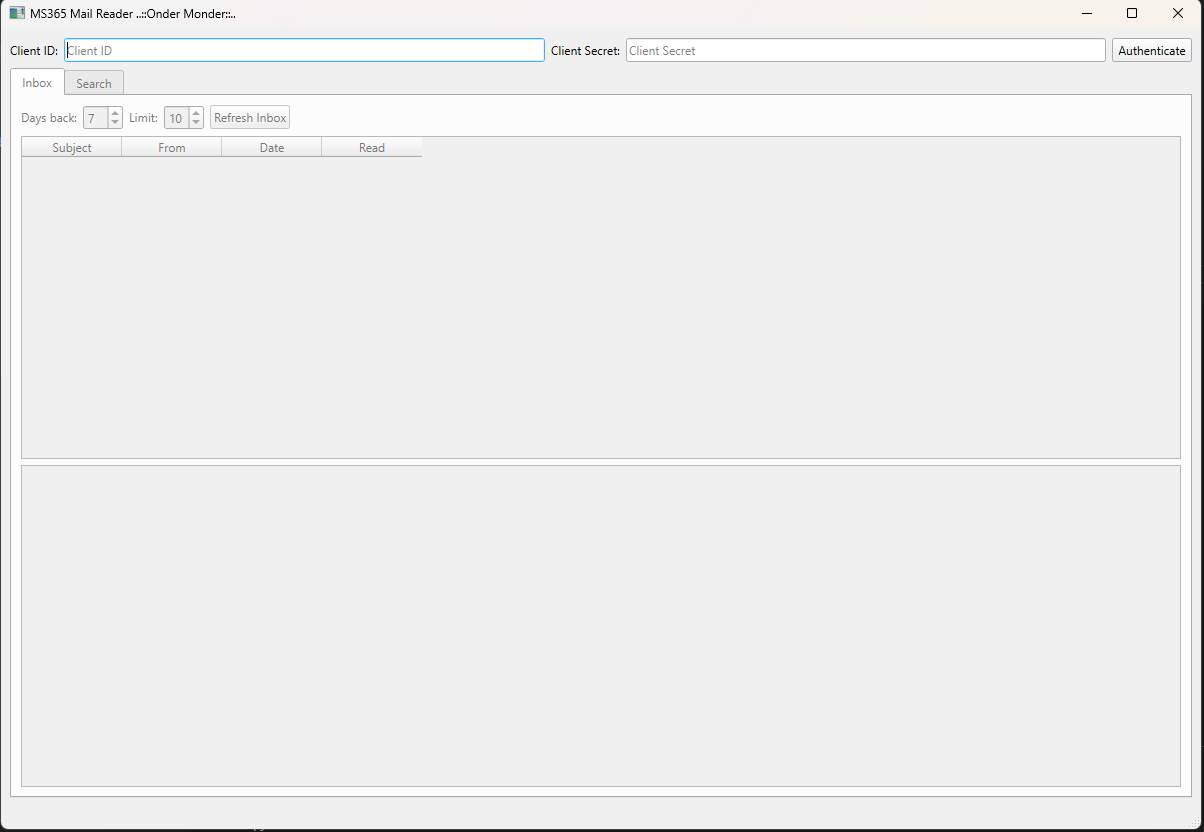 MS365 Mail Reader ..::Onder Monder::..
Client ID: Client ID Client Secret: Client Secret Authenticate
Inbox Search
Days back: 7 Limit: 10 Refresh Inbox
Subject From Date Read